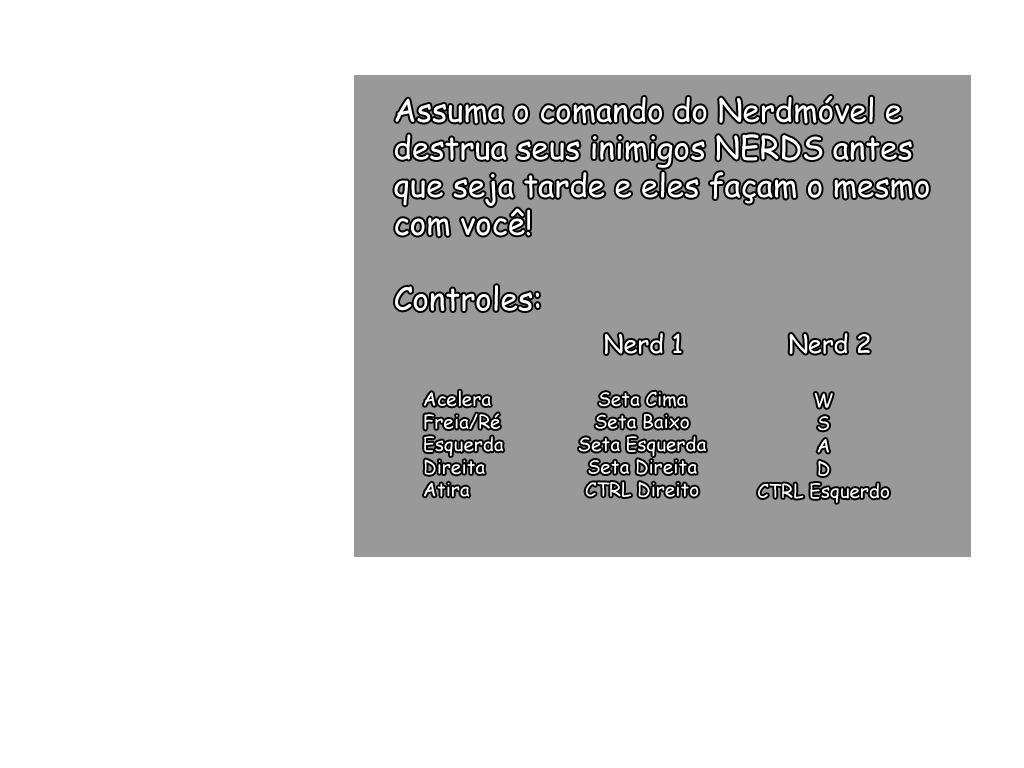 Assuma o comando do Nerdmóvel e
destrua seus inimigos NERDS antes
que seja tarde e eles façam o mesmo
com você!
Controles:
Nerd 1 Nerd 2
Acelera Seta Cima W
Freia/Ré Seta Baixo S
Esquerda Seta Esquerda A
Direita Seta Direita D
Atira CTRL Direito CTRL Esquerdo